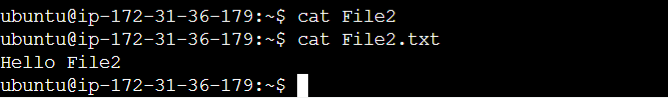 ubuntu@ip-172-31-36-179:~$ cat File2
ubuntu@ip-172-31-36-179:~$ cat File2.txt
Hello File2
ubuntu@ip-172-31-36-179:~$